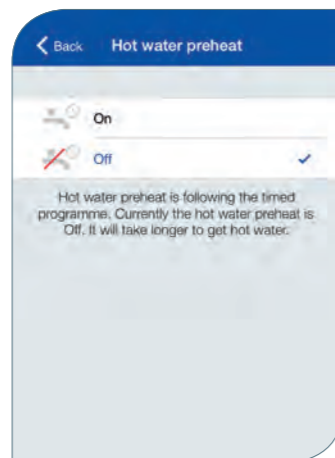 Back Hot water preheat
On
Off
Hot water preheat is following the timed
programme. Currently the hot water preheat is
Off. It will take longer to get hot water.